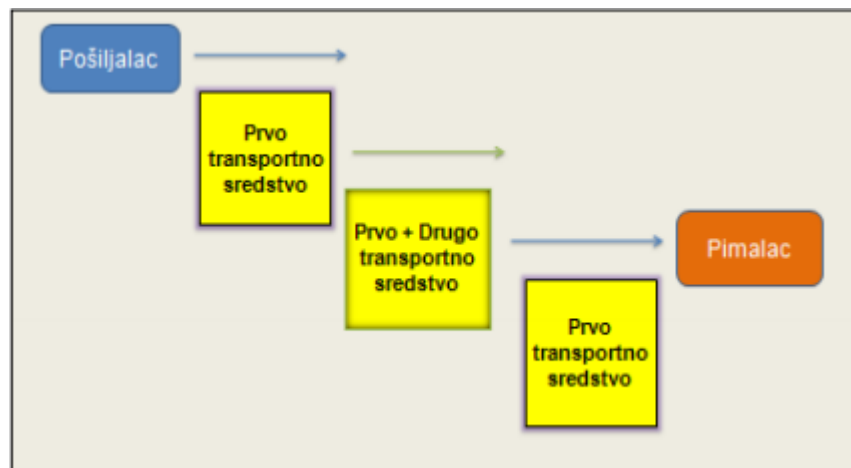 Pošiljalac
Prvo
transportno
sredstvo
Prvo + Drugo
transportno
sredstvo
Pimalac
Prvo
transportno
sredstvo